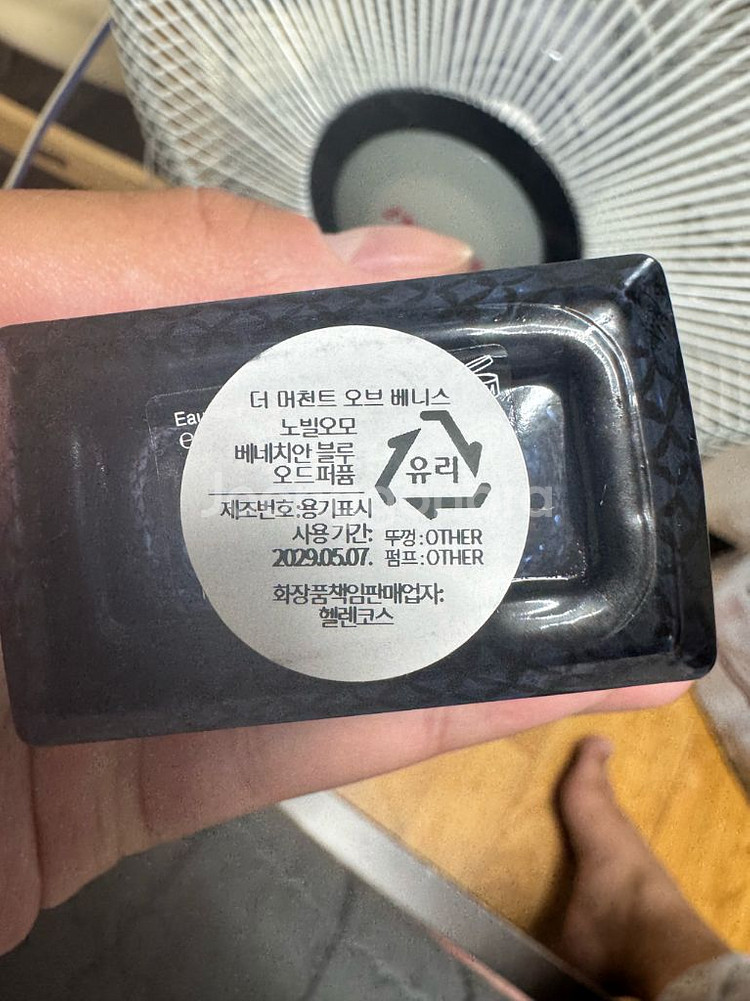 더 머천트 오브 베니스
노빌오모
베네치안 블루
오드퍼퓸
유리
제조번호:용기표시
사용기간:
2029.05.07.
뚜껑:OTHER
펌프:OTHER
화장품책임판매업자:
헬렌코스
Eau